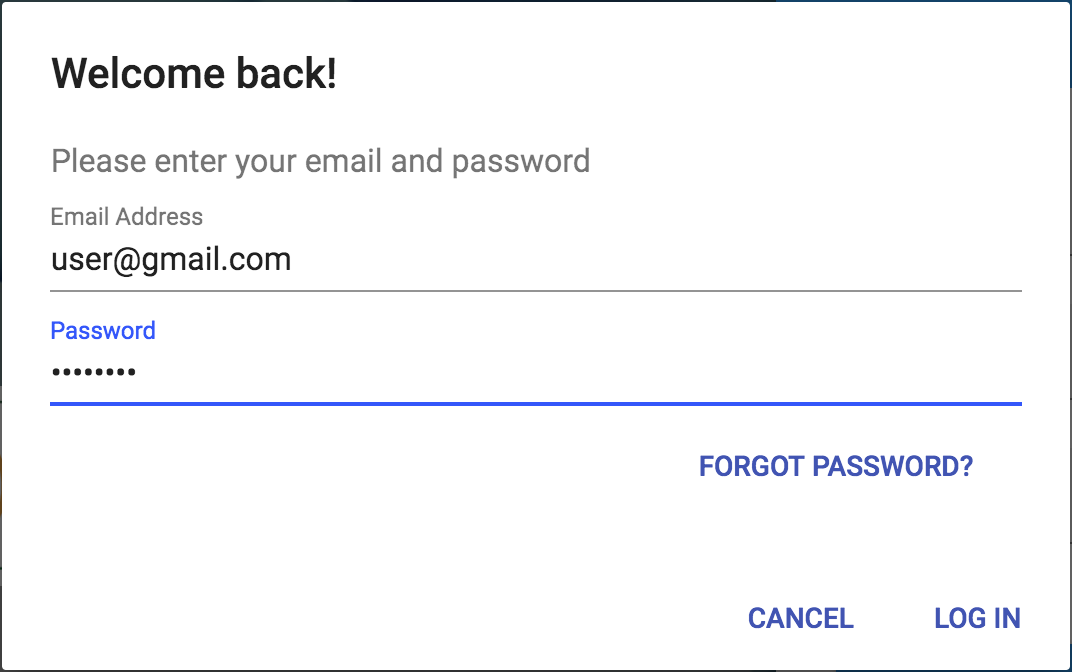 Welcome back!
Please enter your email and password
Email Address
user@gmail.com
Password
••••••••
FORGOT PASSWORD?
CANCEL LOG IN